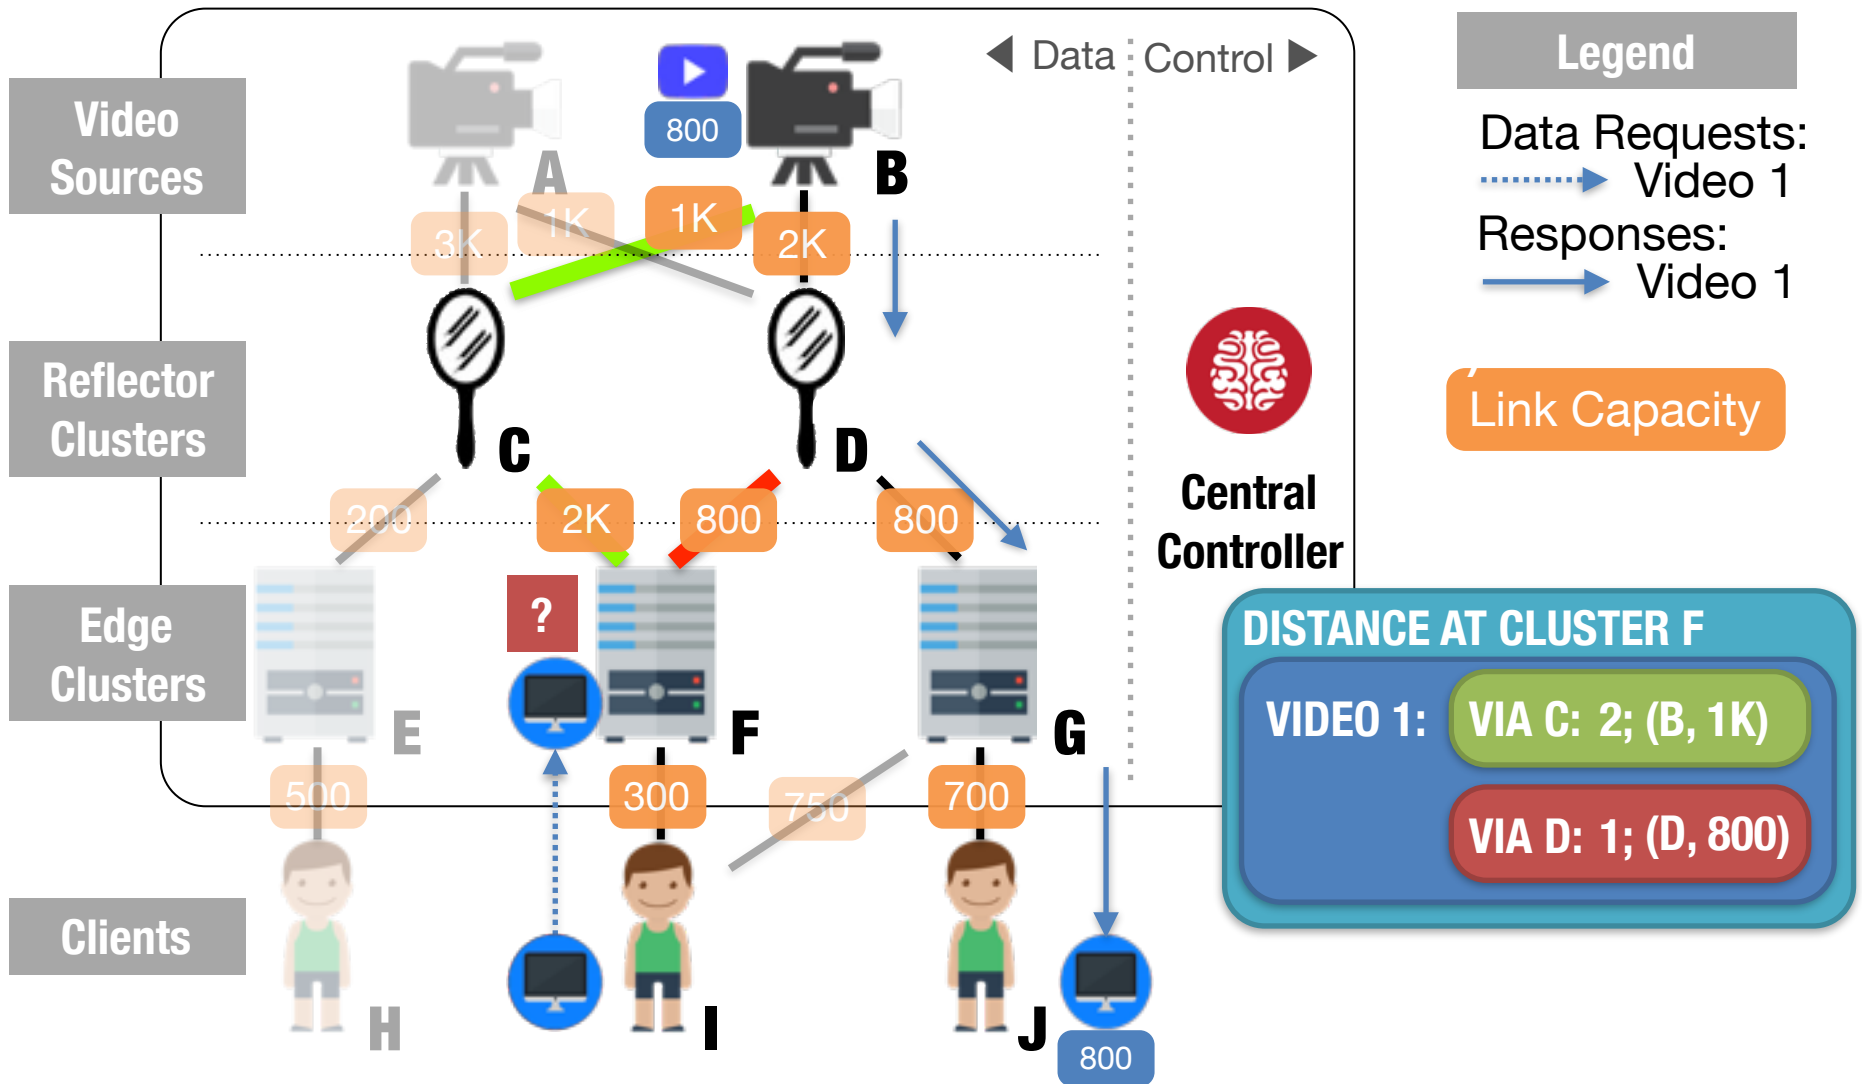 Data
Control
Legend
Video
Sources
800
A
B
Data Requests:
Video 1
Responses:
Video 1
3K
1K
1K
2K
Reflector
Clusters
C
D
Link Capacity
Central
Controller
200
2K
800
800
Edge
Clusters
?
E
F
G
DISTANCE AT CLUSTER F
VIDEO 1:
VIA C: 2; (B, 1K)
VIA D: 1; (D, 800)
500
300
750
700
Clients
H
I
J
800